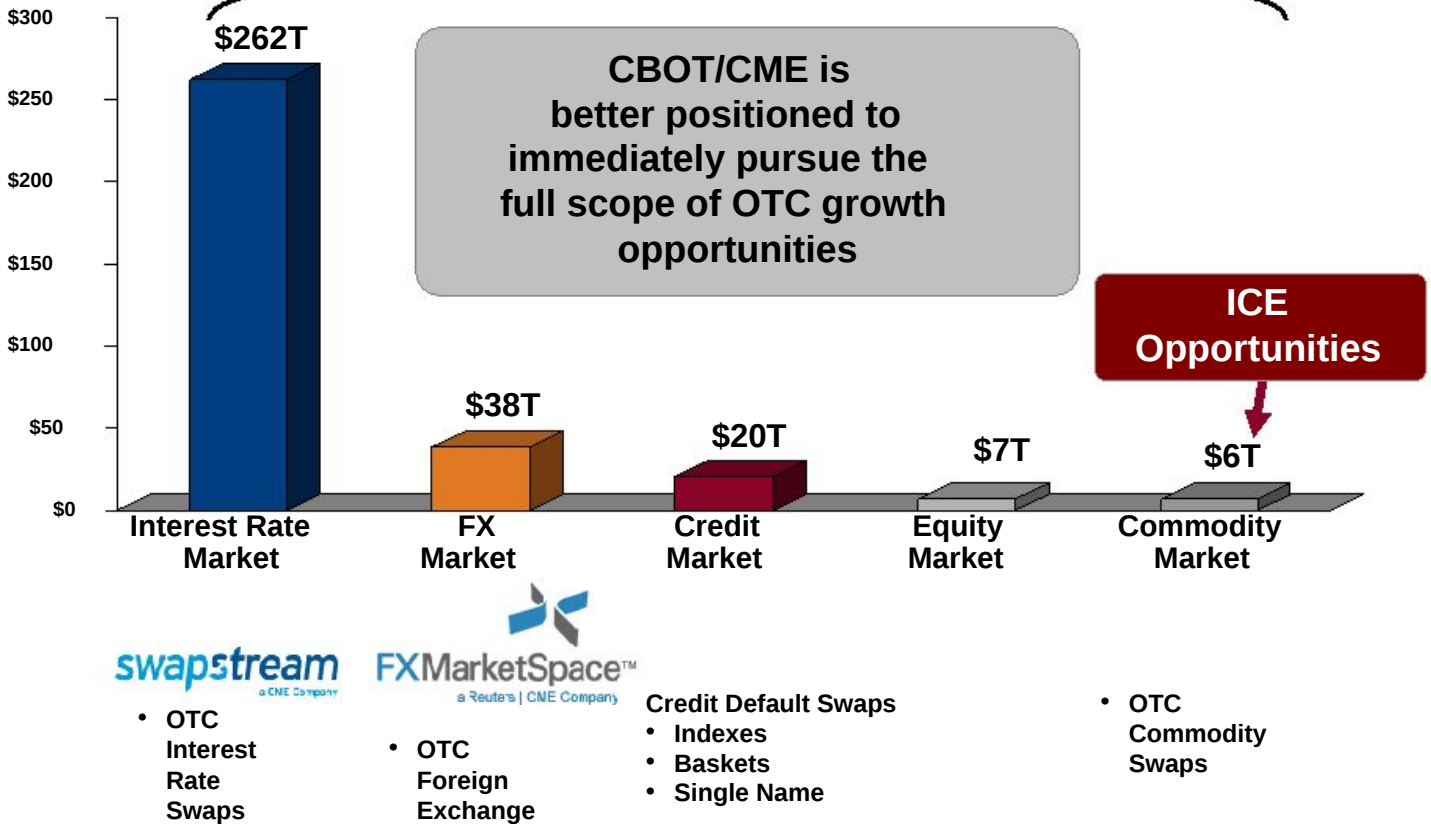 $300
$250
$200
$150
$100
$50
$0
$262T
$38T
$20T
$7T
$6T
CBOT/CME is
better positioned to
immediately pursue the
full scope of OTC growth
opportunities
ICE
Opportunities
Interest Rate
Market
FX
Market
Credit
Market
Equity
Market
Commodity
Market
swapstream
a CME Company
• OTC
Interest
Rate
Swaps
FXMarketSpace™
a Reuters | CME Company
• OTC
Foreign
Exchange
Credit Default Swaps
• Indexes
• Baskets
• Single Name
• OTC
Commodity
Swaps